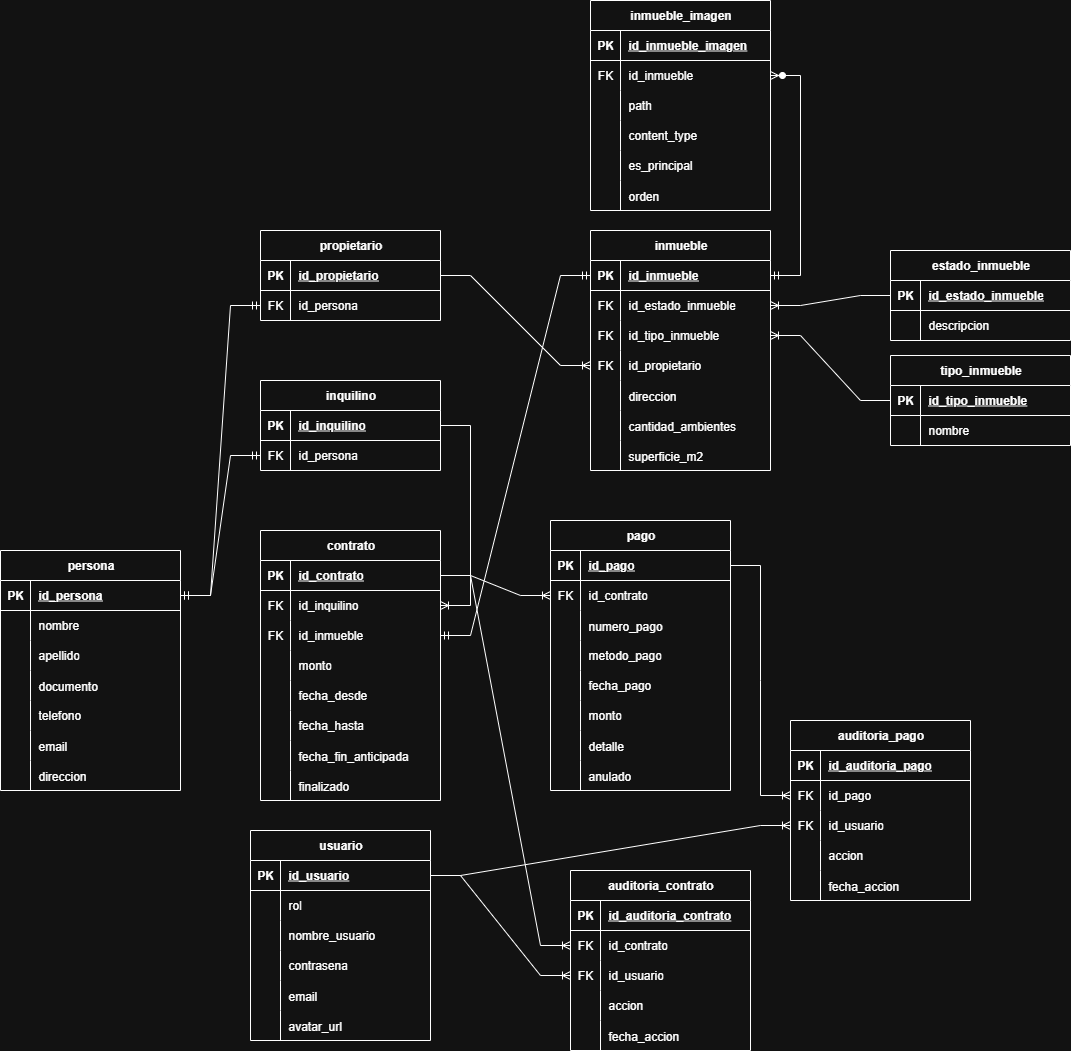 inmueble_imagen
PK id_inmueble_imagen
FK id_inmueble
path
content_type
es_principal
orden
propietario
PK id_propietario
FK id_persona
inmueble
PK id_inmueble
FK id_estado_inmueble
FK id_tipo_inmueble
FK id_propietario
direccion
cantidad_ambientes
superficie_m2
estado_inmueble
PK id_estado_inmueble
descripcion
tipo_inmueble
PK id_tipo_inmueble
nombre
inquilino
PK id_inquilino
FK id_persona
persona
PK id_persona
nombre
apellido
documento
telefono
email
direccion
contrato
PK id_contrato
FK id_inquilino
FK id_inmueble
monto
fecha_desde
fecha_hasta
fecha_fin_anticipada
finalizado
pago
PK id_pago
FK id_contrato
numero_pago
metodo_pago
fecha_pago
monto
detalle
anulado
auditoria_pago
PK id_auditoria_pago
FK id_pago
FK id_usuario
accion
fecha_accion
usuario
PK id_usuario
rol
nombre_usuario
contrasena
email
avatar_url
auditoria_contrato
PK id_auditoria_contrato
FK id_contrato
FK id_usuario
accion
fecha_accion